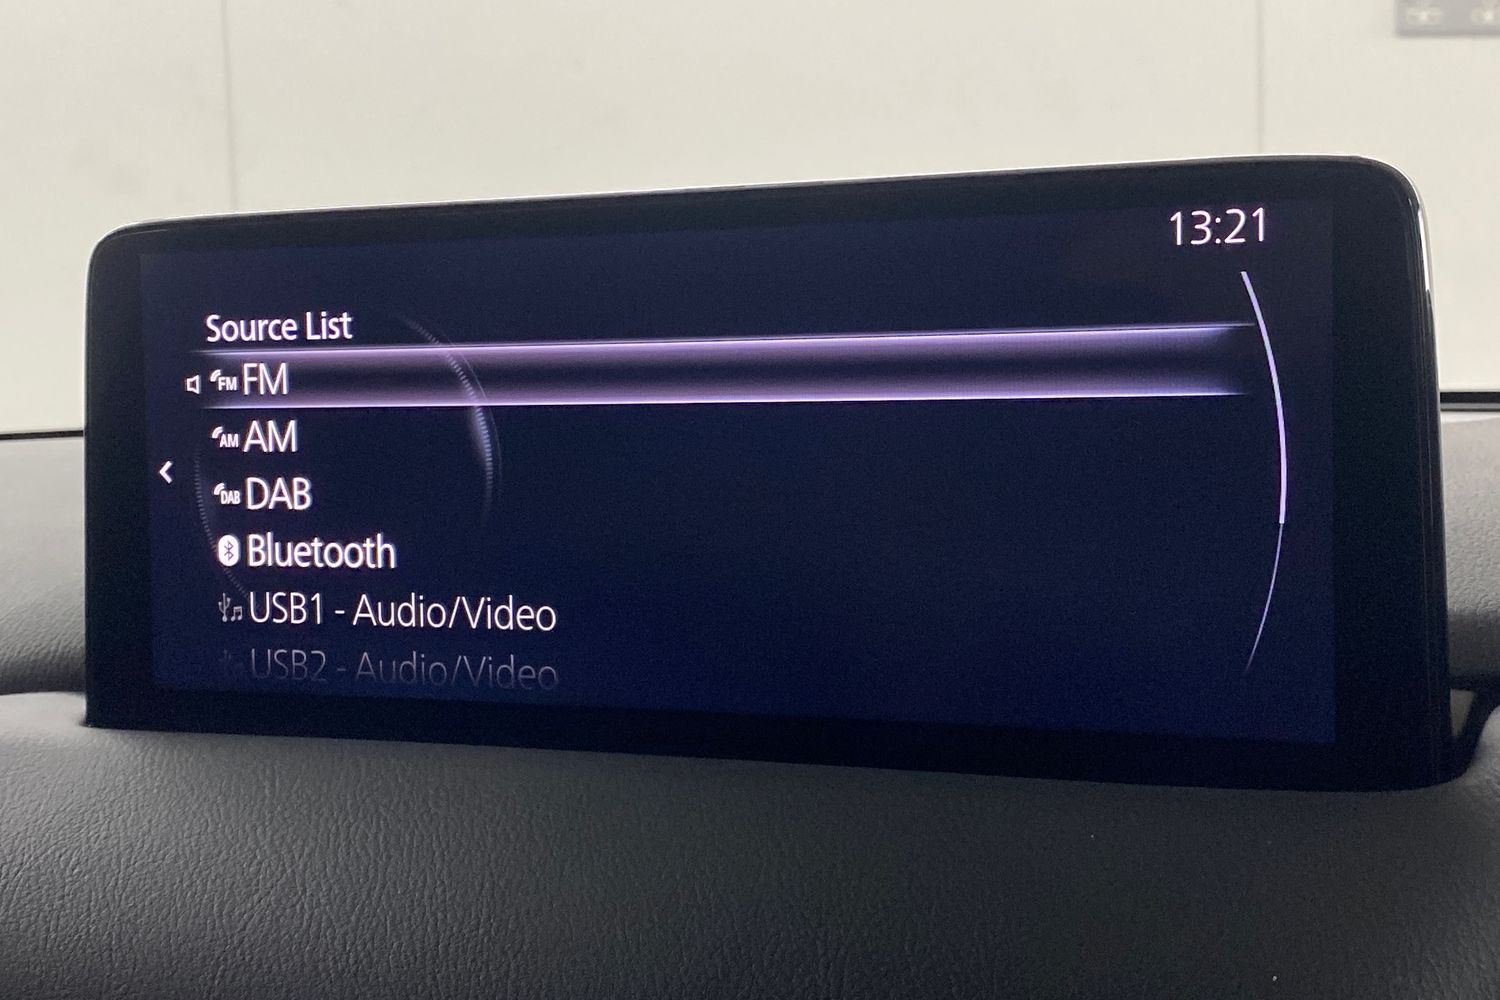 13:21
Source List
FM FM
AM AM
DAB DAB
Bluetooth
USB1 - Audio/Video
USB2 - Audio/Video